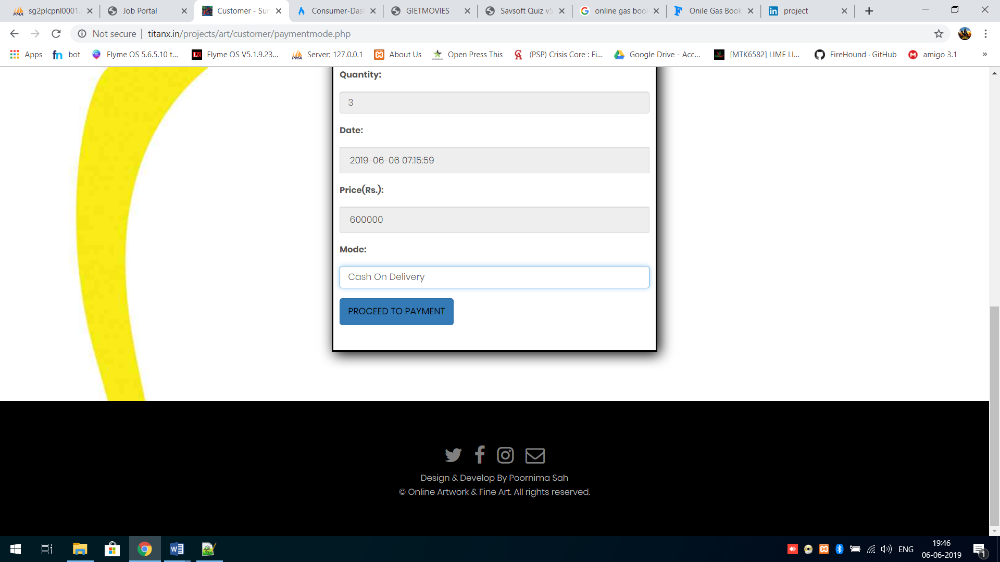 sg2plcpnl0001.
Job Portal
Customer - Sun
Consumer-Das
GIETMOVIES
Savsoft Quiz v5
online gas boo
Onile Gas Book
project
Not secure | titanx.in/projects/art/customer/paymentmode.php
Apps
bot
Flyme OS 5.6.5.10 t...
Flyme OS V5.1.9.23...
Server: 127.0.0.1
About Us
Open Press This
(PSP) Crisis Core : Fi...
Google Drive - Acc...
[MTK6582] LIME LI...
FireHound · GitHub
amigo 3.1
»
Quantity:
3
Date:
2019-06-06 07:15:59
Price(Rs.):
600000
Mode:
Cash On Delivery
PROCEED TO PAYMENT
Design & Develop By Poornima Sah
© Online Artwork & Fine Art. All rights reserved.
ENG
19:46
06-06-2019
1